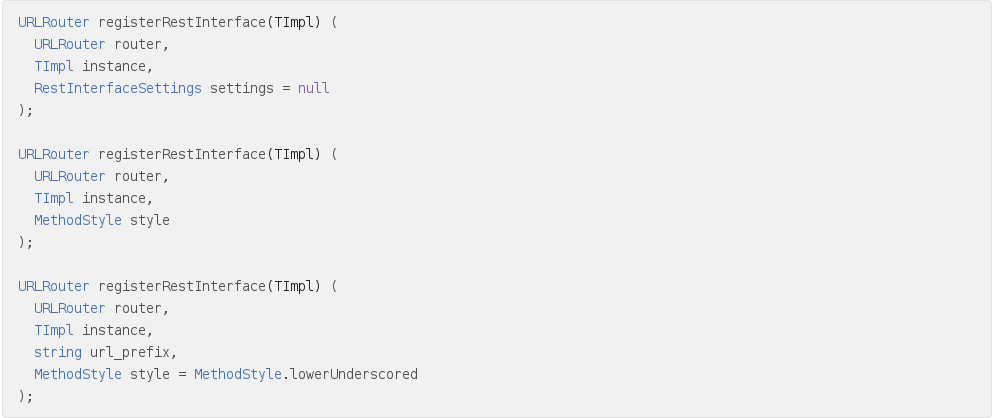 URLRouter registerRestInterface(TImpl) (
  URLRouter router,
  TImpl instance,
  RestInterfaceSettings settings = null
);

URLRouter registerRestInterface(TImpl) (
  URLRouter router,
  TImpl instance,
  MethodStyle style
);

URLRouter registerRestInterface(TImpl) (
  URLRouter router,
  TImpl instance,
  string url_prefix,
  MethodStyle style = MethodStyle.lowerUnderscored
);